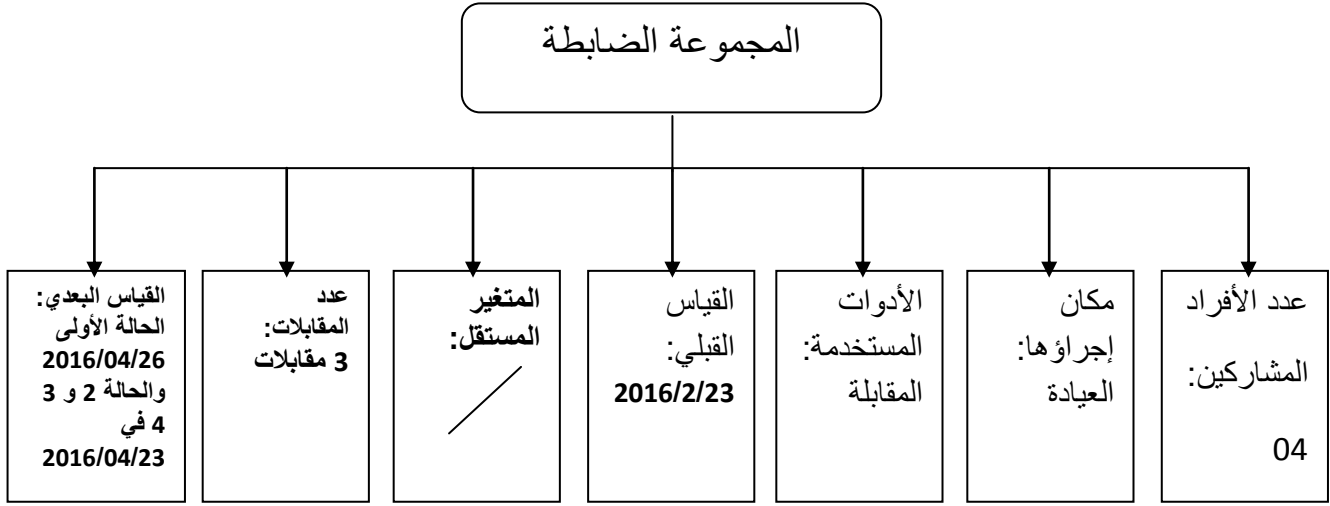 المجموعة الضابطة
عدد الأفراد
المشاركين:
04
مكان
إجراؤها:
العيادة
الأدوات
المستخدمة:
المقابلة
القياس
القبلي:
2016/2/23
المتغير
المستقل:
عدد
المقابلات:
3 مقابلات
القياس البعدي:
الحالة الأولى
2016/04/26
والحالة 2 و 3
4 في
2016/04/23